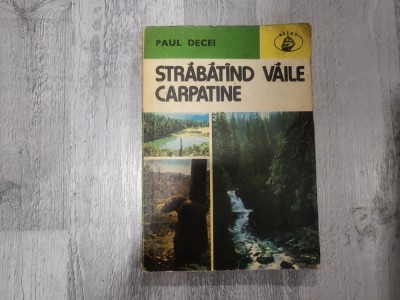 PAUL DECEI
STRĂBĂTÎND VĂILE
CARPATINE